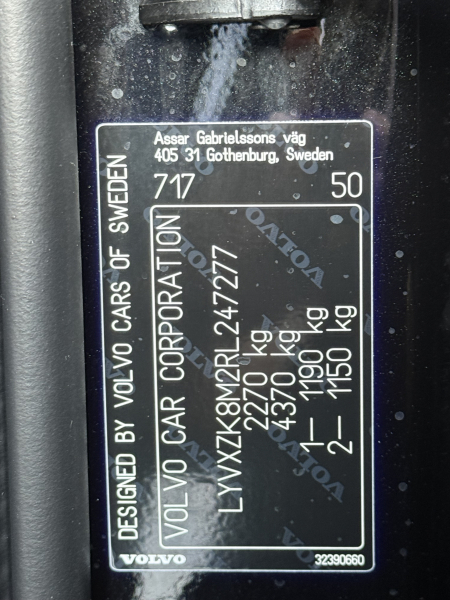 Assar Gabrielssons väg
405 31 Gothenburg, Sweden
717 50
DESIGNED BY VOLVO CARS OF SWEDEN
VOLVO CAR CORPORATION
LYVXZK8M2RL247277
2270 kg
4370 kg
1– 1190 kg
2– 1150 kg
VOLVO
32390660